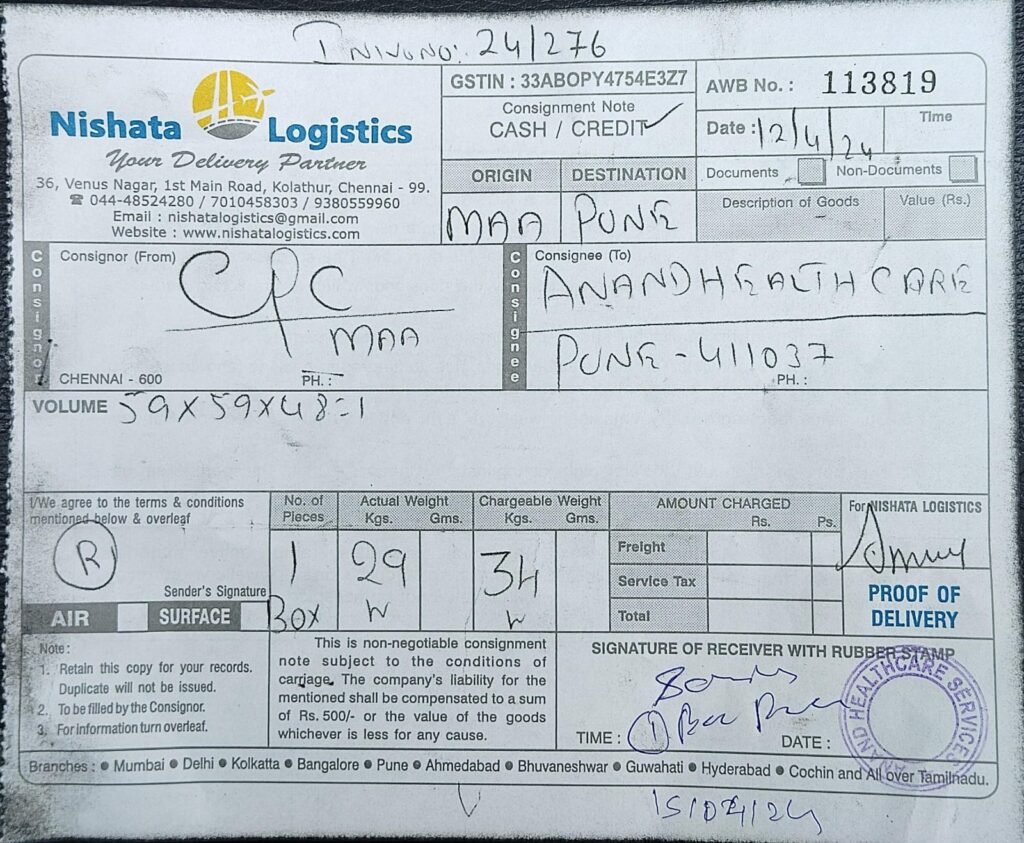 INIVONO: 24/276
Nishata Logistics
Your Delivery Partner
36, Venus Nagar, 1st Main Road, Kolathur, Chennai - 99.
☎ 044-48524280 / 7010458303 / 9380559960
Email : nishatalogistics@gmail.com
Website : www.nishatalogistics.com
GSTIN : 33ABOPY4754E3Z7
Consignment Note
CASH / CREDIT ✓
AWB No. : 113819
Date : 12/4/24
Time
ORIGIN DESTINATION
MAA PUNE
Documents Non-Documents
Description of Goods Value (Rs.)
Consignor
Consignor (From)
CPC
MAA
CHENNAI - 600 PH. :
Consignee
Consignee (To)
ANANDHEALTHCARE
PUNE - 411037
PH. :
VOLUME 59X59X48=1
I/We agree to the terms & conditions
mentioned below & overleaf
R
Sender's Signature
AIR SURFACE
No. of Pieces
1
BOX
Actual Weight
Kgs. Gms.
29
W
Chargeable Weight
Kgs. Gms.
34
W
AMOUNT CHARGED
Rs. Ps.
Freight
Service Tax
Total
For NISHATA LOGISTICS
PROOF OF
DELIVERY
Note :
1. Retain this copy for your records.
Duplicate will not be issued.
2. To be filled by the Consignor.
3. For information turn overleaf.
This is non-negotiable consignment
note subject to the conditions of
carriage. The company's liability for the
mentioned shall be compensated to a sum
of Rs. 500/- or the value of the goods
whichever is less for any cause.
SIGNATURE OF RECEIVER WITH RUBBER STAMP
1 Box
TIME : DATE :
ANAND HEALTHCARE SERVICES
Branches : ● Mumbai ● Delhi ● Kolkatta ● Bangalore ● Pune ● Ahmedabad ● Bhuvaneshwar ● Guwahati ● Hyderabad ● Cochin and All over Tamilnadu.
15/04/24